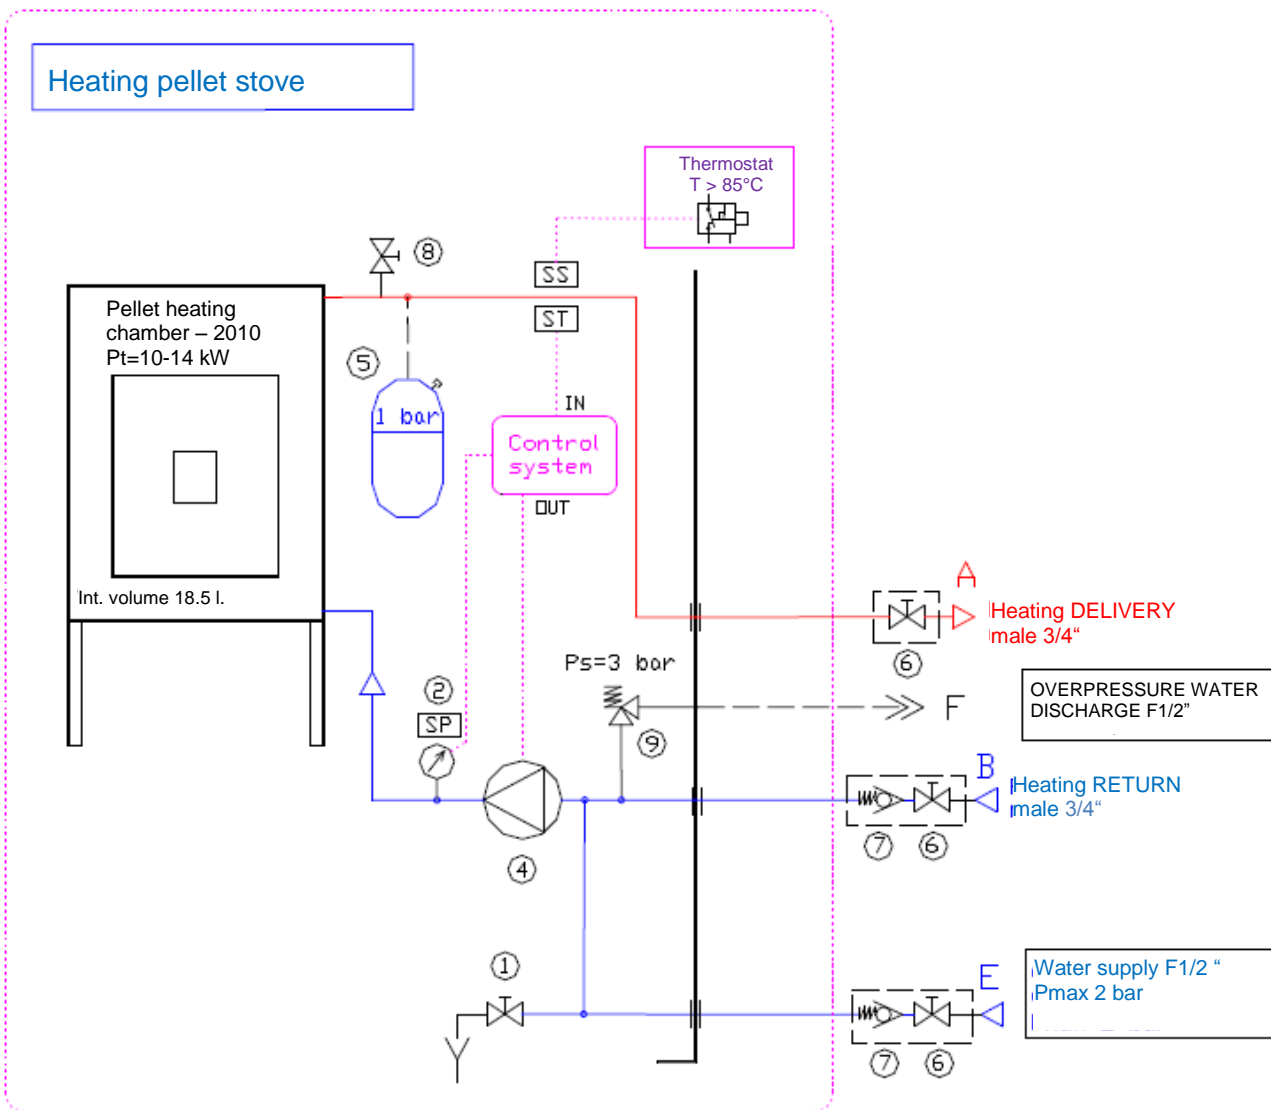 Heating pellet stove
Thermostat
T > 85°C
8
SS
ST
Pellet heating
chamber – 2010
Pt=10-14 kW
5
1 bar
IN
Control
system
OUT
Int. volume 18.5 l.
A
Heating DELIVERY
male 3/4“
6
Ps=3 bar
2
SP
9
F
OVERPRESSURE WATER
DISCHARGE F1/2”
B
Heating RETURN
male 3/4“
7
6
4
1
E
Water supply F1/2 “
Pmax 2 bar
7
6